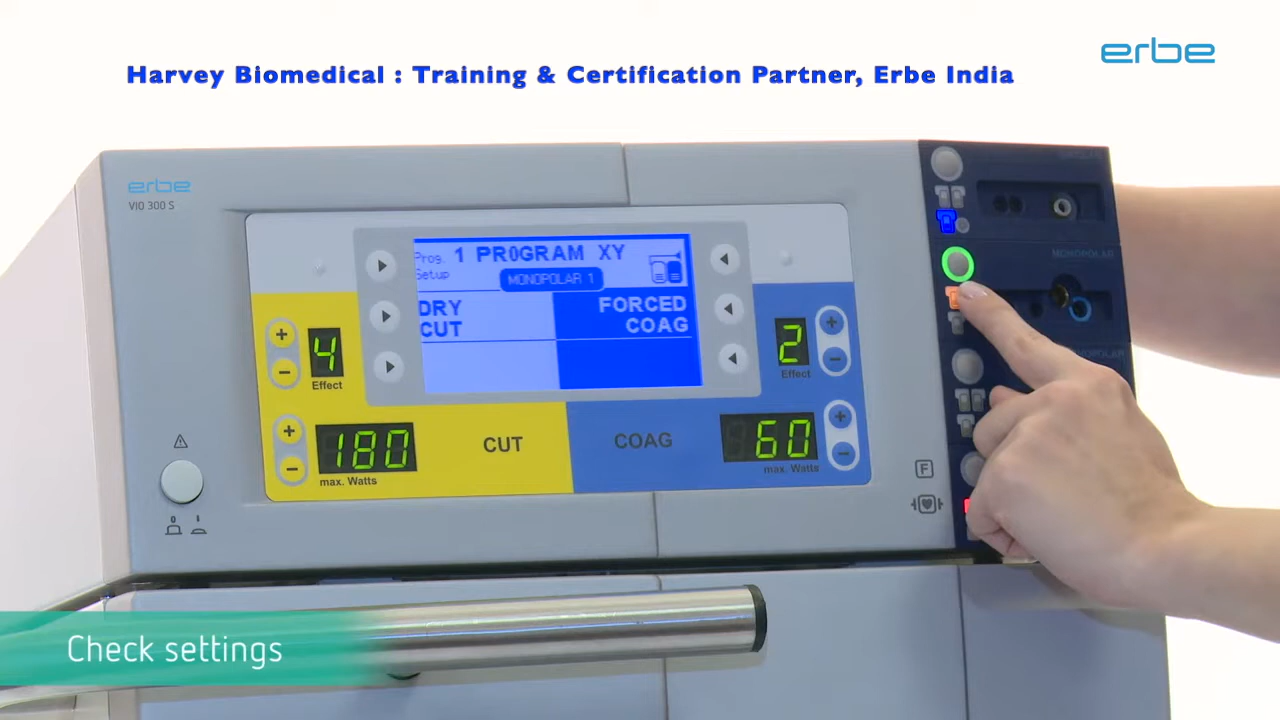 erbe
Harvey Biomedical : Training & Certification Partner, Erbe India
erbe
VIO 300 S
Prog. 1 PROGRAM XY
Setup
MONOPOLAR 1
DRY
CUT
FORCED
COAG
4
Effect
2
Effect
180
max. Watts
CUT
COAG
60
max. Watts
MONOPOLAR
F
Check settings